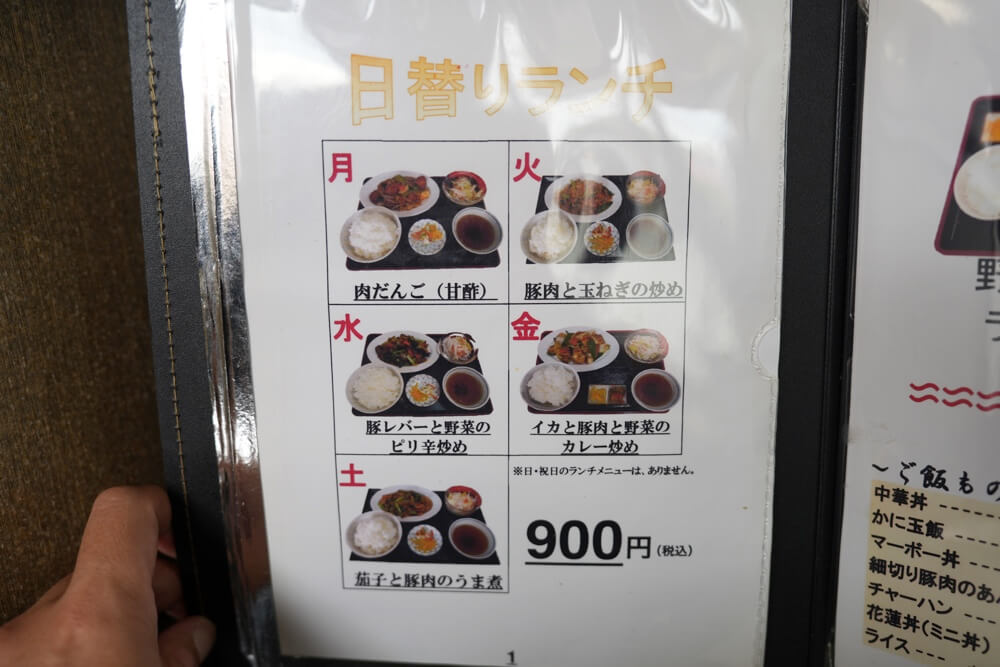 日替りランチ
月
肉だんご（甘酢）
火
豚肉と玉ねぎの炒め
水
豚レバーと野菜の
ピリ辛炒め
金
イカと豚肉と野菜の
カレー炒め
土
茄子と豚肉のうま煮
※日・祝日のランチメニューは、ありません。
900円（税込）
1
野
～ご飯もの
中華丼
かに玉飯
マーボー丼
細切り豚肉のあん
チャーハン
花蓮丼（ミニ丼）
ライス